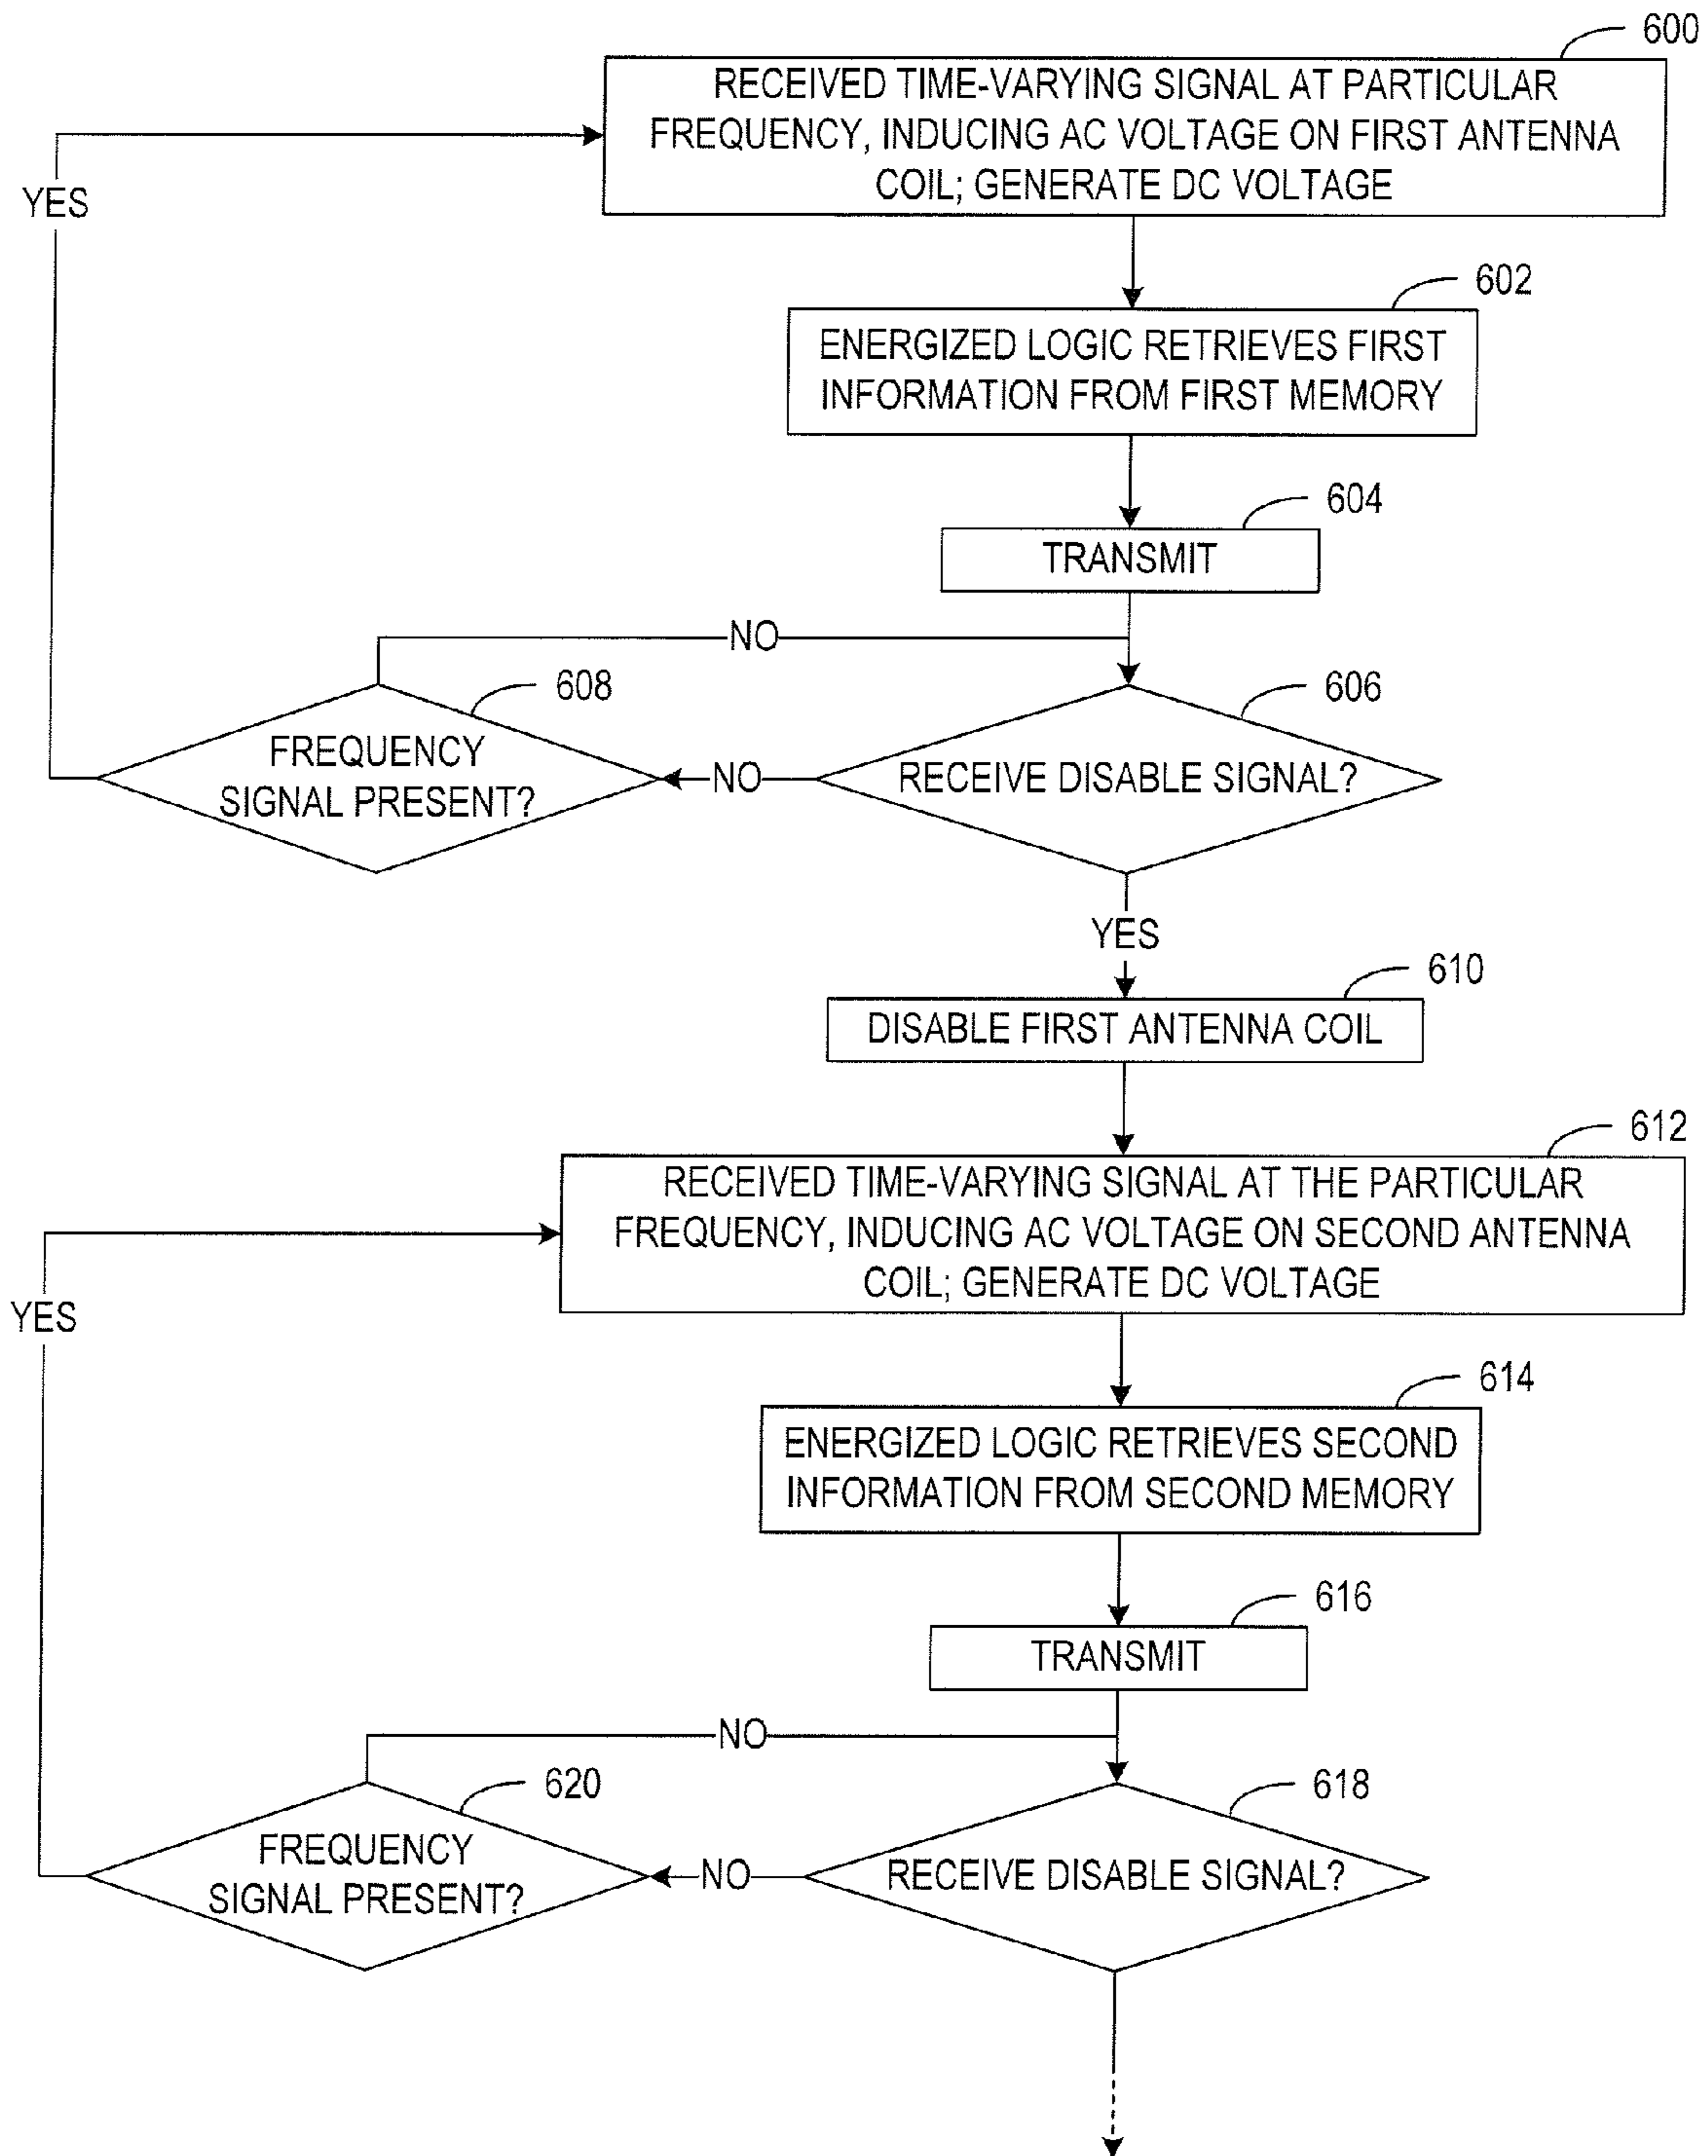 600
RECEIVED TIME-VARYING SIGNAL AT PARTICULAR
FREQUENCY, INDUCING AC VOLTAGE ON FIRST ANTENNA
COIL; GENERATE DC VOLTAGE
YES
602
ENERGIZED LOGIC RETRIEVES FIRST
INFORMATION FROM FIRST MEMORY
604
TRANSMIT
NO
608
FREQUENCY
SIGNAL PRESENT?
NO
606
RECEIVE DISABLE SIGNAL?
YES
610
DISABLE FIRST ANTENNA COIL
612
RECEIVED TIME-VARYING SIGNAL AT THE PARTICULAR
FREQUENCY, INDUCING AC VOLTAGE ON SECOND ANTENNA
COIL; GENERATE DC VOLTAGE
YES
614
ENERGIZED LOGIC RETRIEVES SECOND
INFORMATION FROM SECOND MEMORY
616
TRANSMIT
NO
620
FREQUENCY
SIGNAL PRESENT?
NO
618
RECEIVE DISABLE SIGNAL?